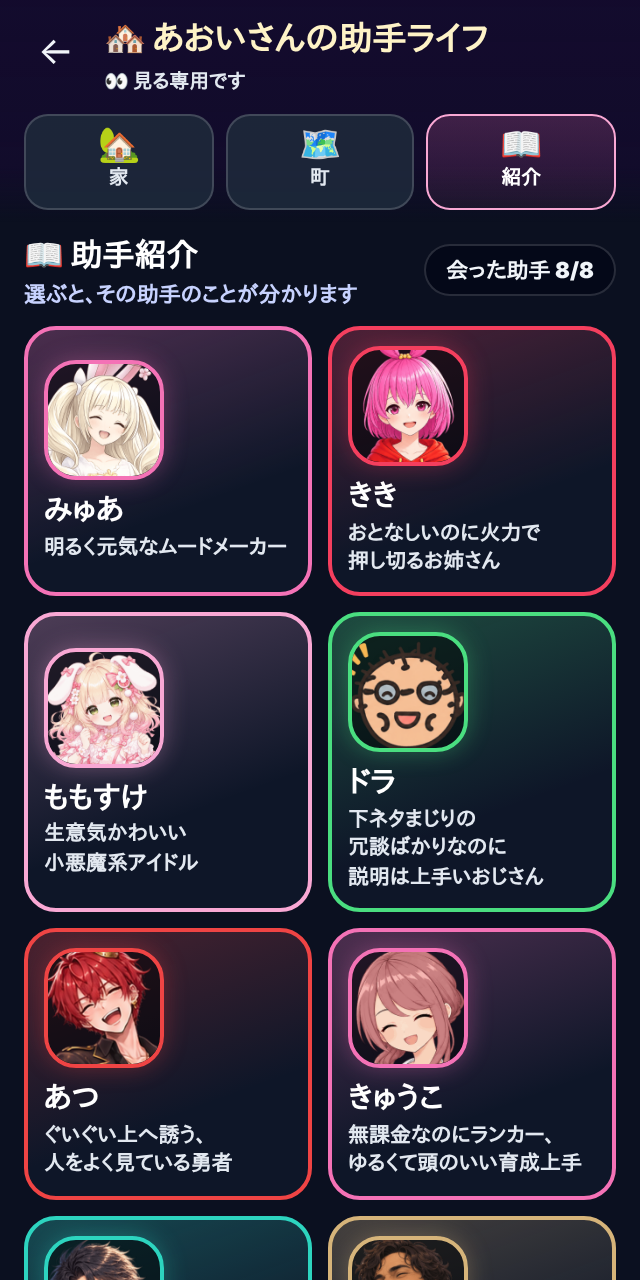 🏘️ あおいさんの助手ライフ
👀 見る専用です
家
町
紹介
📖 助手紹介
選ぶと、その助手のことが分かります
会った助手 8/8
みゅあ
明るく元気なムードメーカー
きき
おとなしいのに火力で
押し切るお姉さん
ももすけ
生意気かわいい
小悪魔系アイドル
ドラ
下ネタまじりの
冗談ばかりなのに
説明は上手いおじさん
あつ
ぐいぐい上へ誘う、
人をよく見ている勇者
きゅうこ
無課金なのにランカー、
ゆるくて頭のいい育成上手